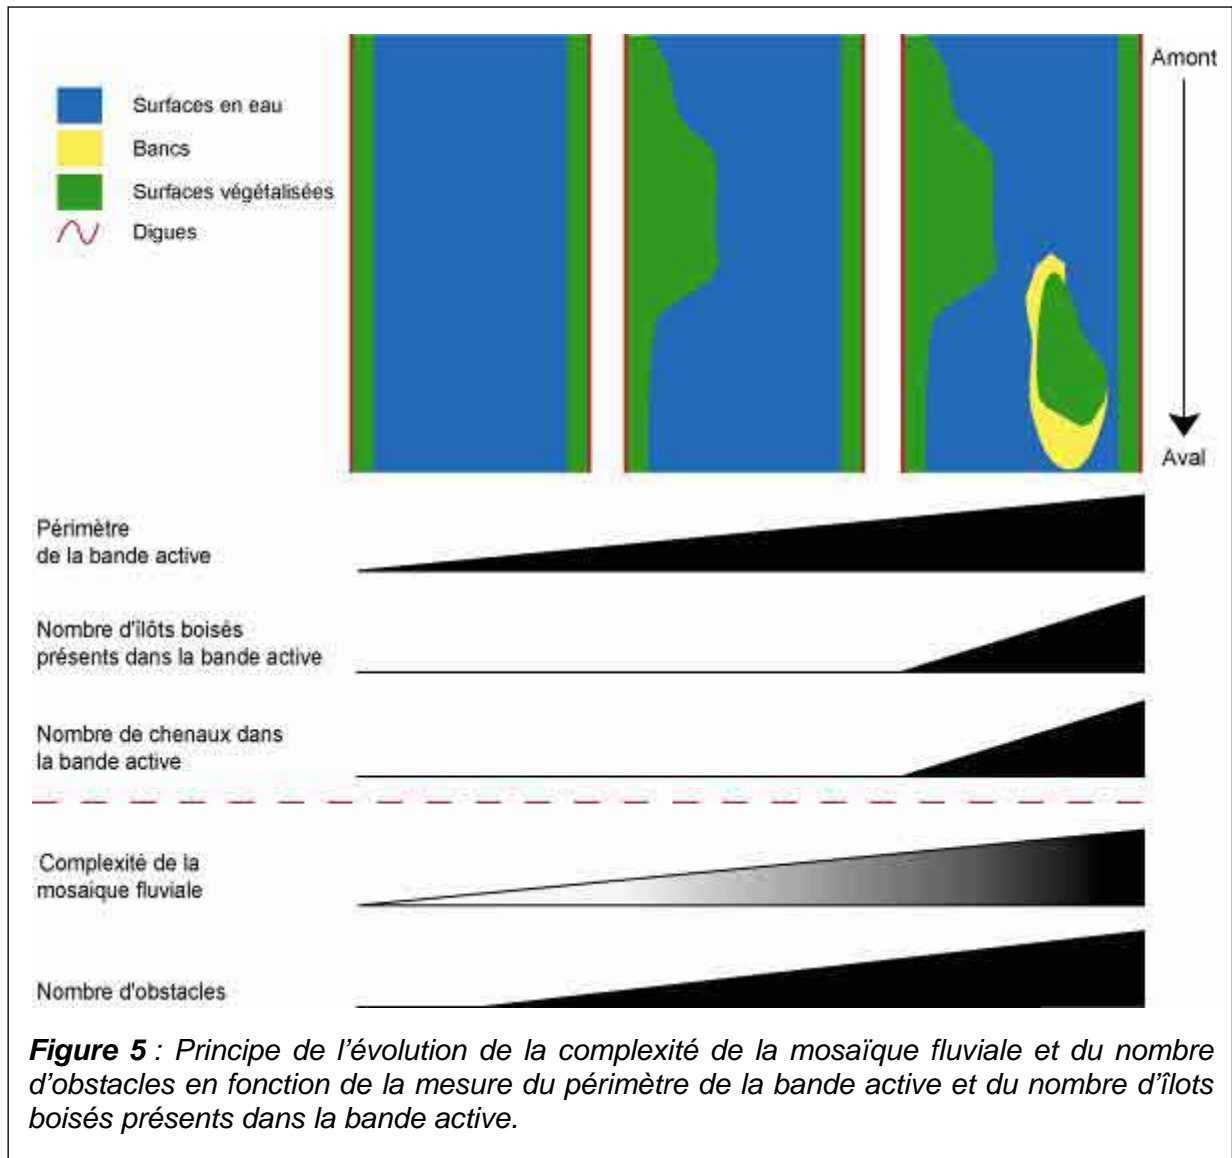 Surfaces en eau
Bancs
Surfaces végétalisées
Digues
Amont
Aval
Périmètre
de la bande active
Nombre d'îlôts boisés
présents dans la bande active
Nombre de chenaux dans
la bande active
Complexité de la
mosaique fluviale
Nombre d'obstacles
Figure 5 : Principe de l'évolution de la complexité de la mosaïque fluviale et du nombre
d'obstacles en fonction de la mesure du périmètre de la bande active et du nombre d'îlots
boisés présents dans la bande active.